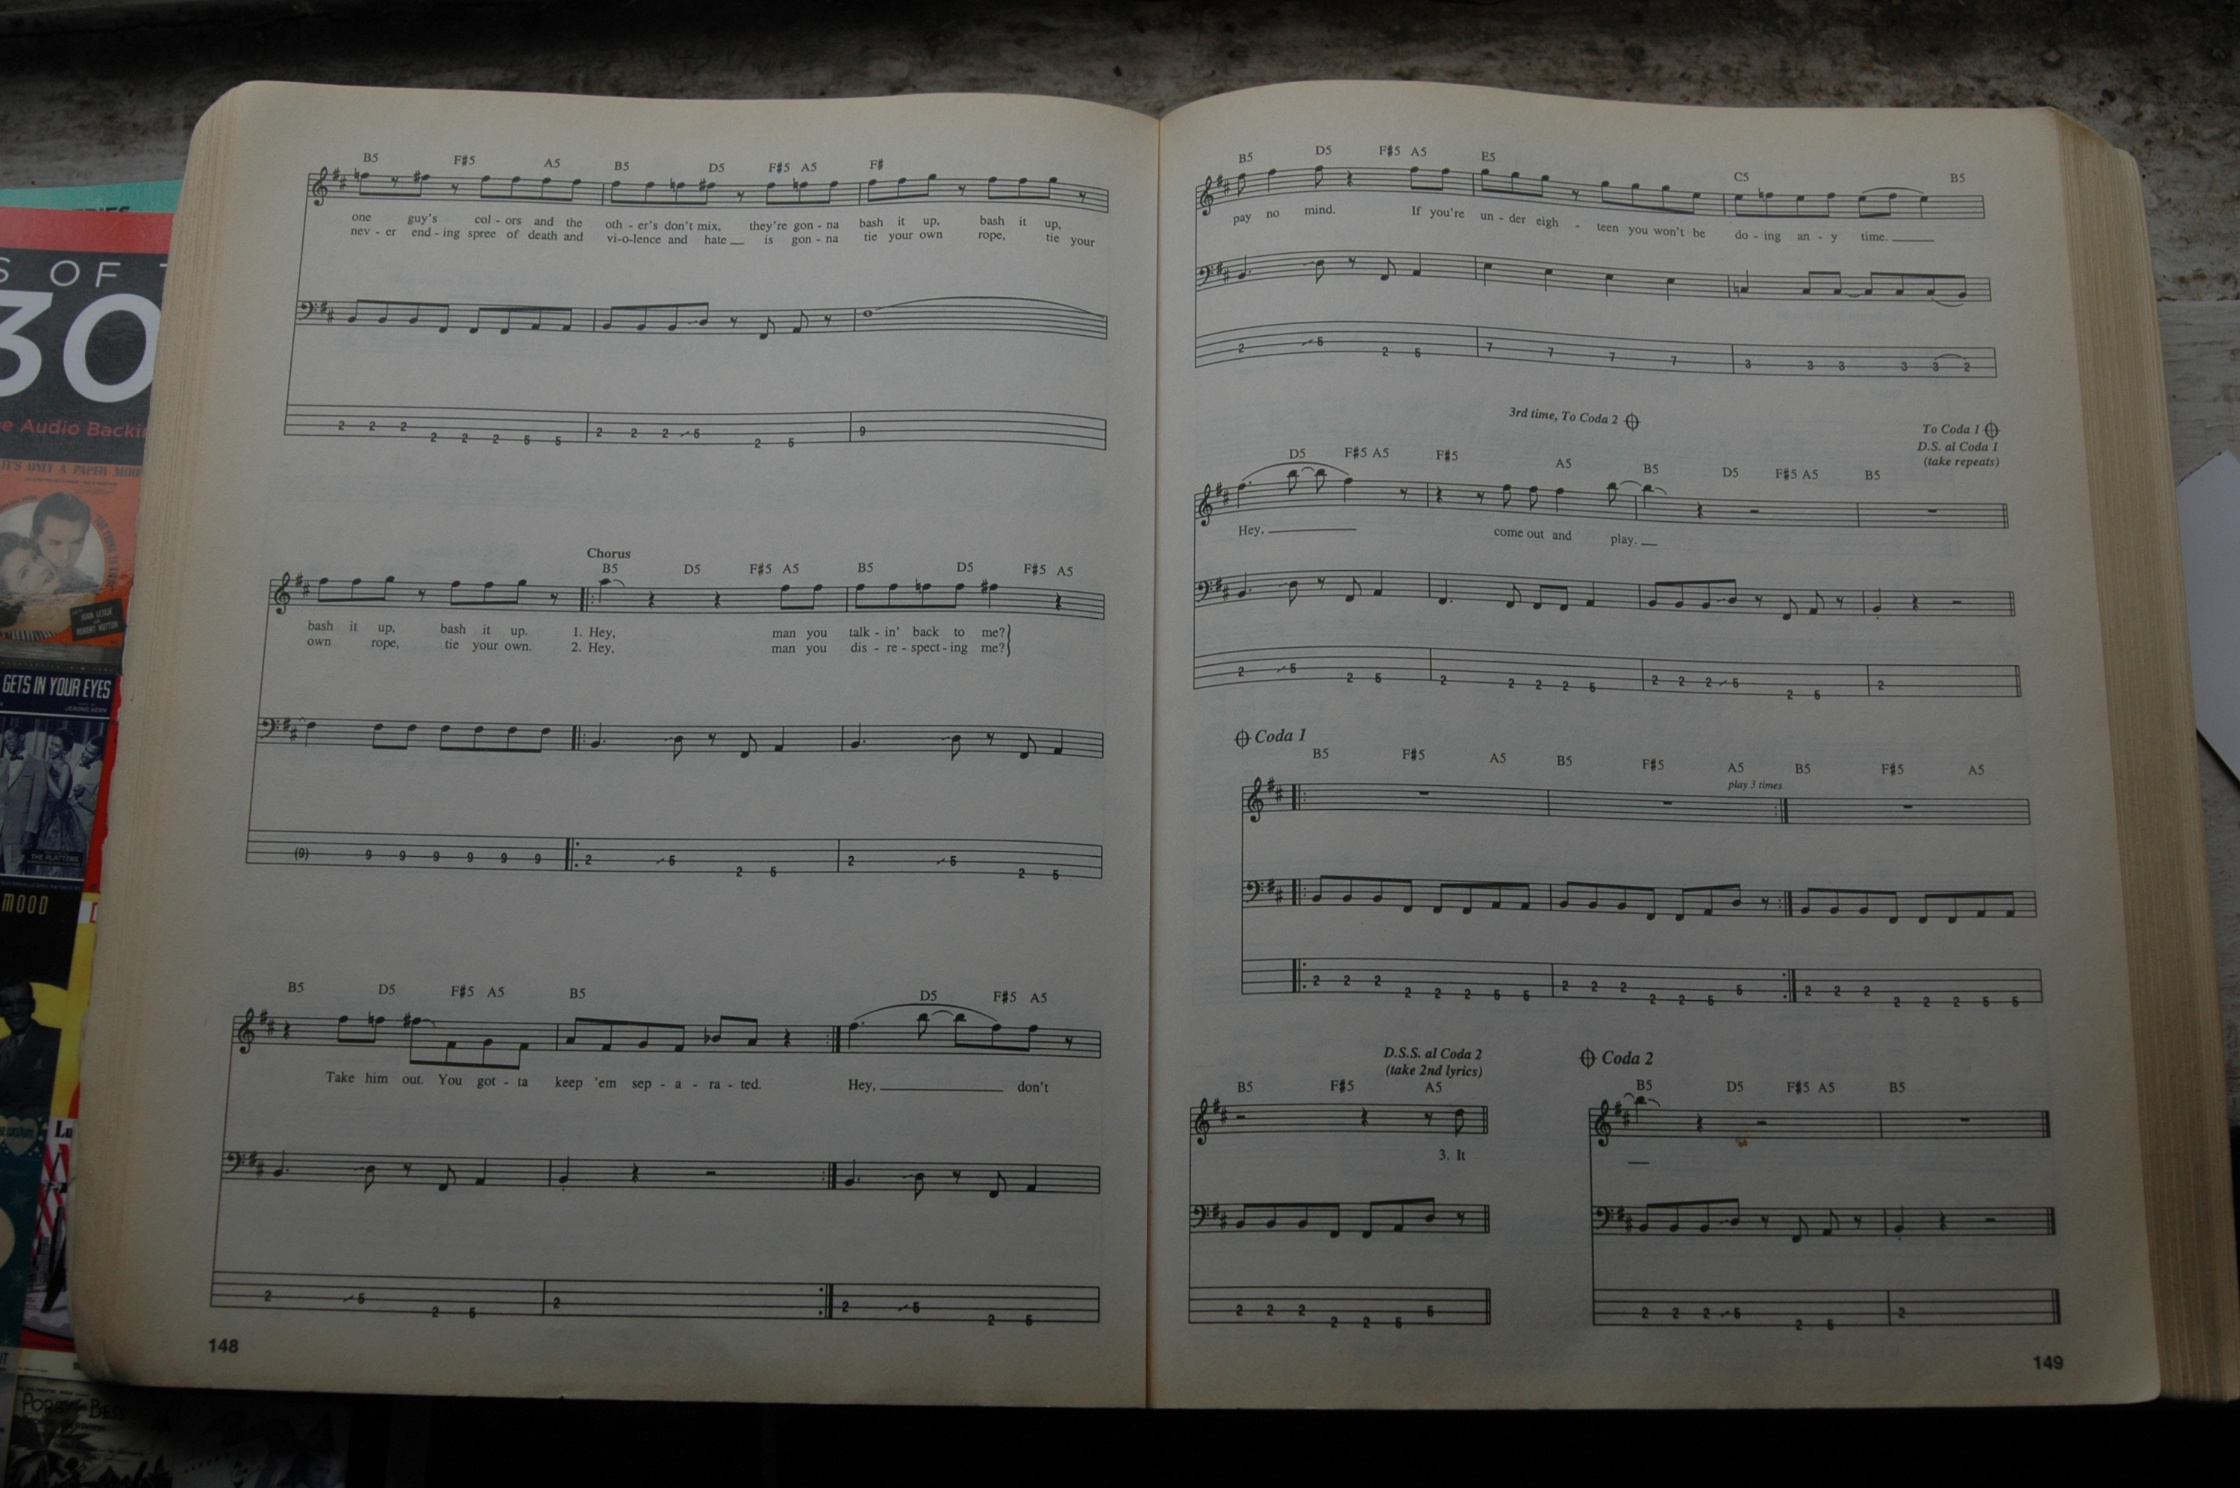 S OF T
30
e Audio Backi
IT'S ONLY A PAPER MOON
JOAN LESLIE
ROBERT HUTTON
GETS IN YOUR EYES
THE PLATTERS
MOOD
PORGY BESS
B5 F#5 A5 B5 D5 F#5 A5 F#
one guy's col - ors and the oth - er's don't mix, they're gon - na bash it up, bash it up,
nev - er end - ing spree of death and vi-o-lence and hate is gon - na tie your own rope, tie your
2 2 2 2 2 2 5 5 2 2 2 5 2 5 9
Chorus
B5 D5 F#5 A5 B5 D5 F#5 A5
bash it up, bash it up. 1. Hey, man you talk - in' back to me?
own rope, tie your own. 2. Hey, man you dis - re - spect - ing me?
(9) 9 9 9 9 9 9 2 5 2 5 2 5 2 5
B5 D5 F#5 A5 B5 D5 F#5 A5
Take him out. You got - ta keep 'em sep - a - ra - ted. Hey, don't
2 5 2 5 2 2 5 2 5
148
B5 D5 F#5 A5 E5 C5 B5
pay no mind. If you're un - der eigh - teen you won't be do - ing an - y time.
2 5 2 5 7 7 7 7 3 3 3 3 3 2
3rd time, To Coda 2
To Coda 1
D.S. al Coda 1
(take repeats)
D5 F#5 A5 F#5 A5 B5 D5 F#5 A5 B5
Hey, come out and play.
2 5 2 5 2 2 2 2 5 2 2 2 5 2 5 2
Coda 1
B5 F#5 A5 B5 F#5 A5 B5 F#5 A5
play 3 times
2 2 2 2 2 2 5 5 2 2 2 2 2 5 5 2 2 2 2 2 2 5 5
D.S.S. al Coda 2
(take 2nd lyrics)
B5 F#5 A5
3. It
2 2 2 2 2 5 5
Coda 2
B5 D5 F#5 A5 B5
2 2 2 5 2 5 2
149